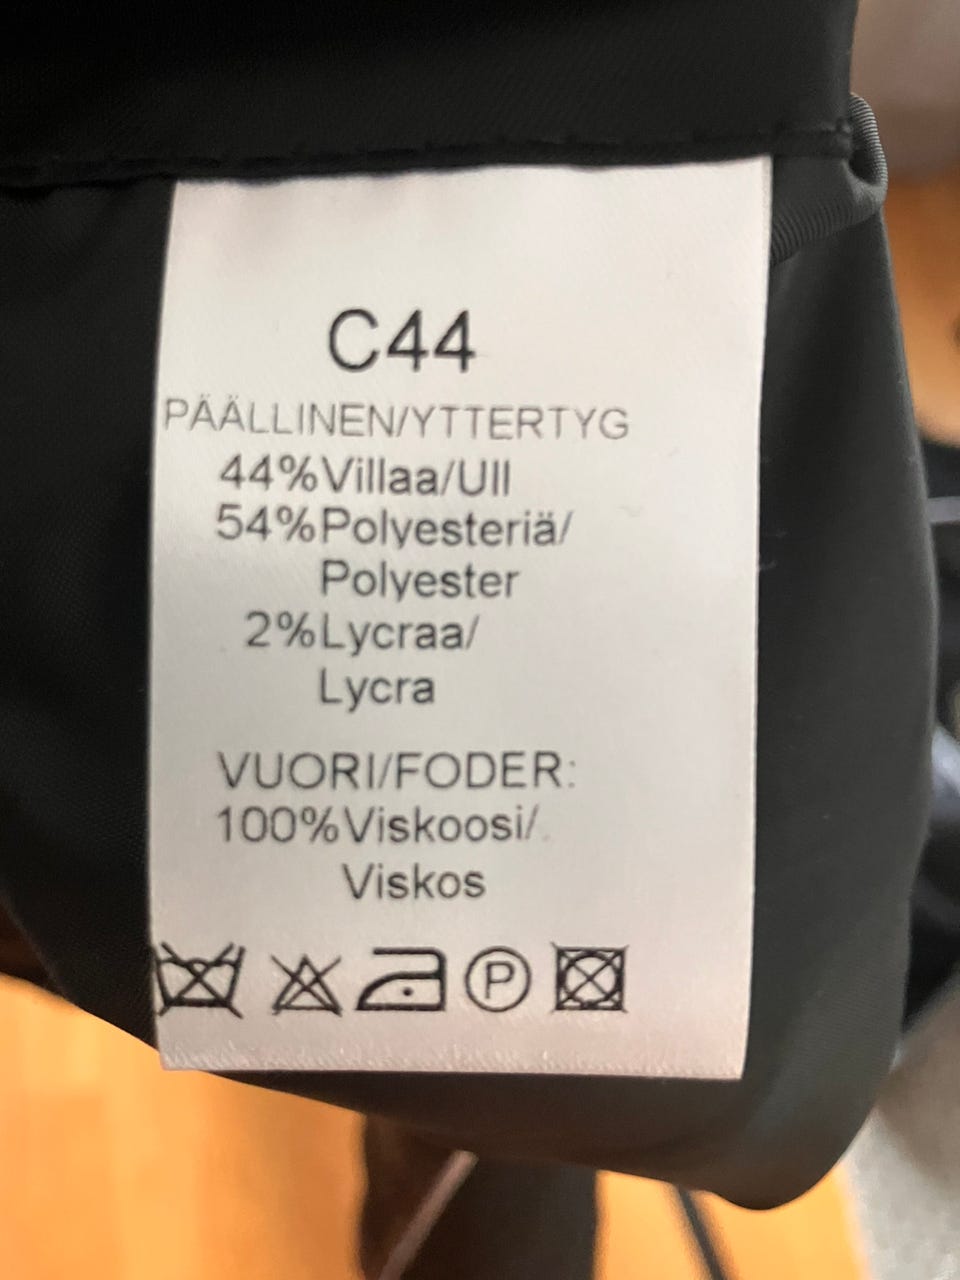 C44
PÄÄLLINEN/YTTERTYG
44%Villaa/Ull
54%Polyesteriä/
Polyester
2%Lycraa/
Lycra
VUORI/FODER:
100%Viskoosi/
Viskos
P